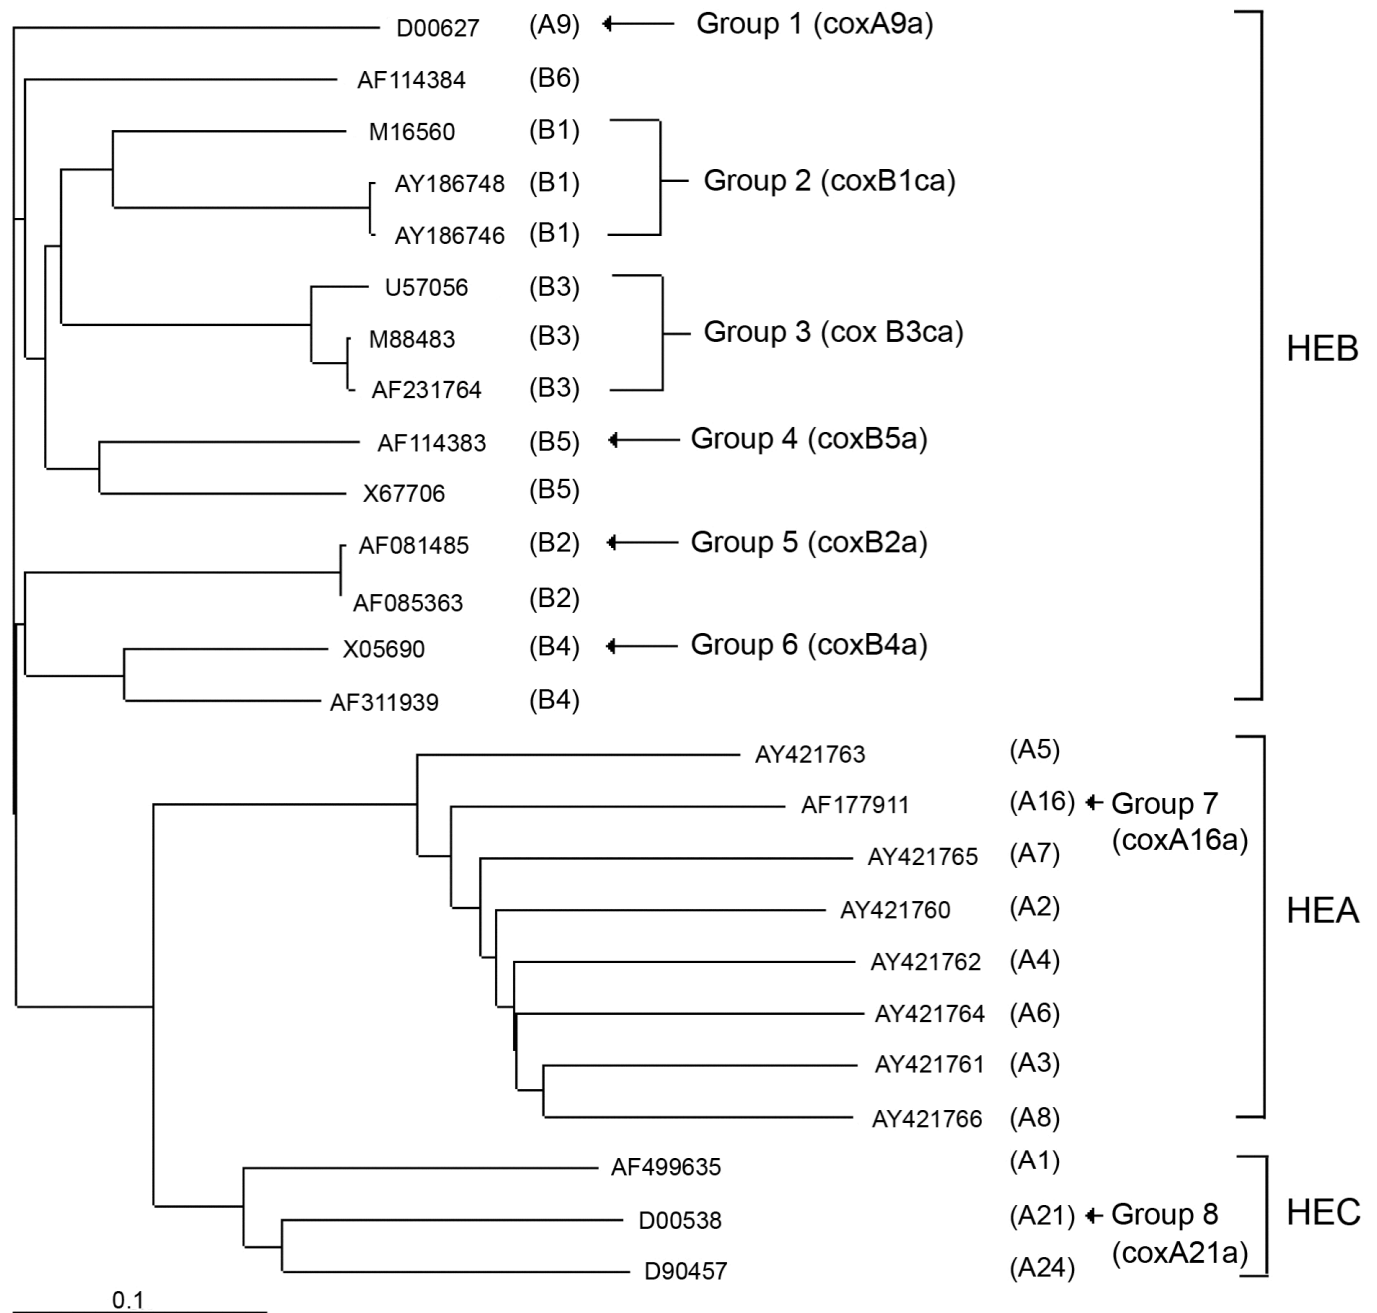 D00627 (A9) Group 1 (coxA9a)
AF114384 (B6)
M16560 (B1)
AY186748 (B1) Group 2 (coxB1ca)
AY186746 (B1)
U57056 (B3)
M88483 (B3) Group 3 (cox B3ca)
HEB
AF231764 (B3)
AF114383 (B5) Group 4 (coxB5a)
X67706 (B5)
AF081485 (B2) Group 5 (coxB2a)
AF085363 (B2)
X05690 (B4) Group 6 (coxB4a)
AF311939 (B4)
AY421763 (A5)
AF177911 (A16) Group 7
(coxA16a)
AY421765 (A7)
AY421760 (A2)
HEA
AY421762 (A4)
AY421764 (A6)
AY421761 (A3)
AY421766 (A8)
AF499635 (A1)
D00538 (A21) Group 8
HEC
(coxA21a)
D90457 (A24)
0.1